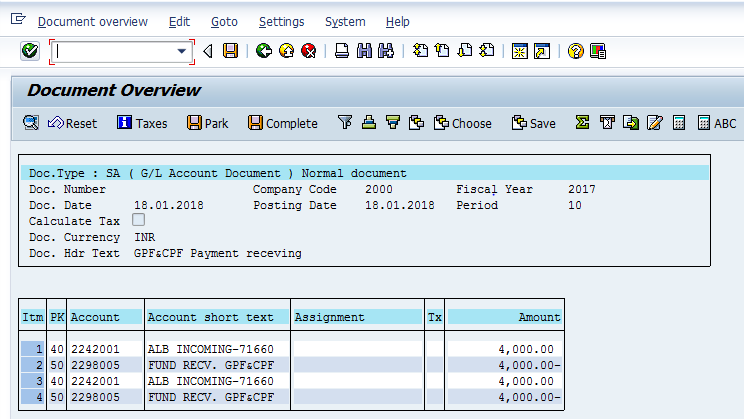 Document overview Edit Goto Settings System Help
Document Overview
Reset Taxes Park Complete Choose Save ABC
Doc.Type : SA ( G/L Account Document ) Normal document
Doc. Number Company Code 2000 Fiscal Year 2017
Doc. Date 18.01.2018 Posting Date 18.01.2018 Period 10
Calculate Tax
Doc. Currency INR
Doc. Hdr Text GPF&CPF Payment receving
Itm PK Account Account short text Assignment Tx Amount
1 40 2242001 ALB INCOMING-71660 4,000.00
2 50 2298005 FUND RECV. GPF&CPF 4,000.00-
3 40 2242001 ALB INCOMING-71660 4,000.00
4 50 2298005 FUND RECV. GPF&CPF 4,000.00-